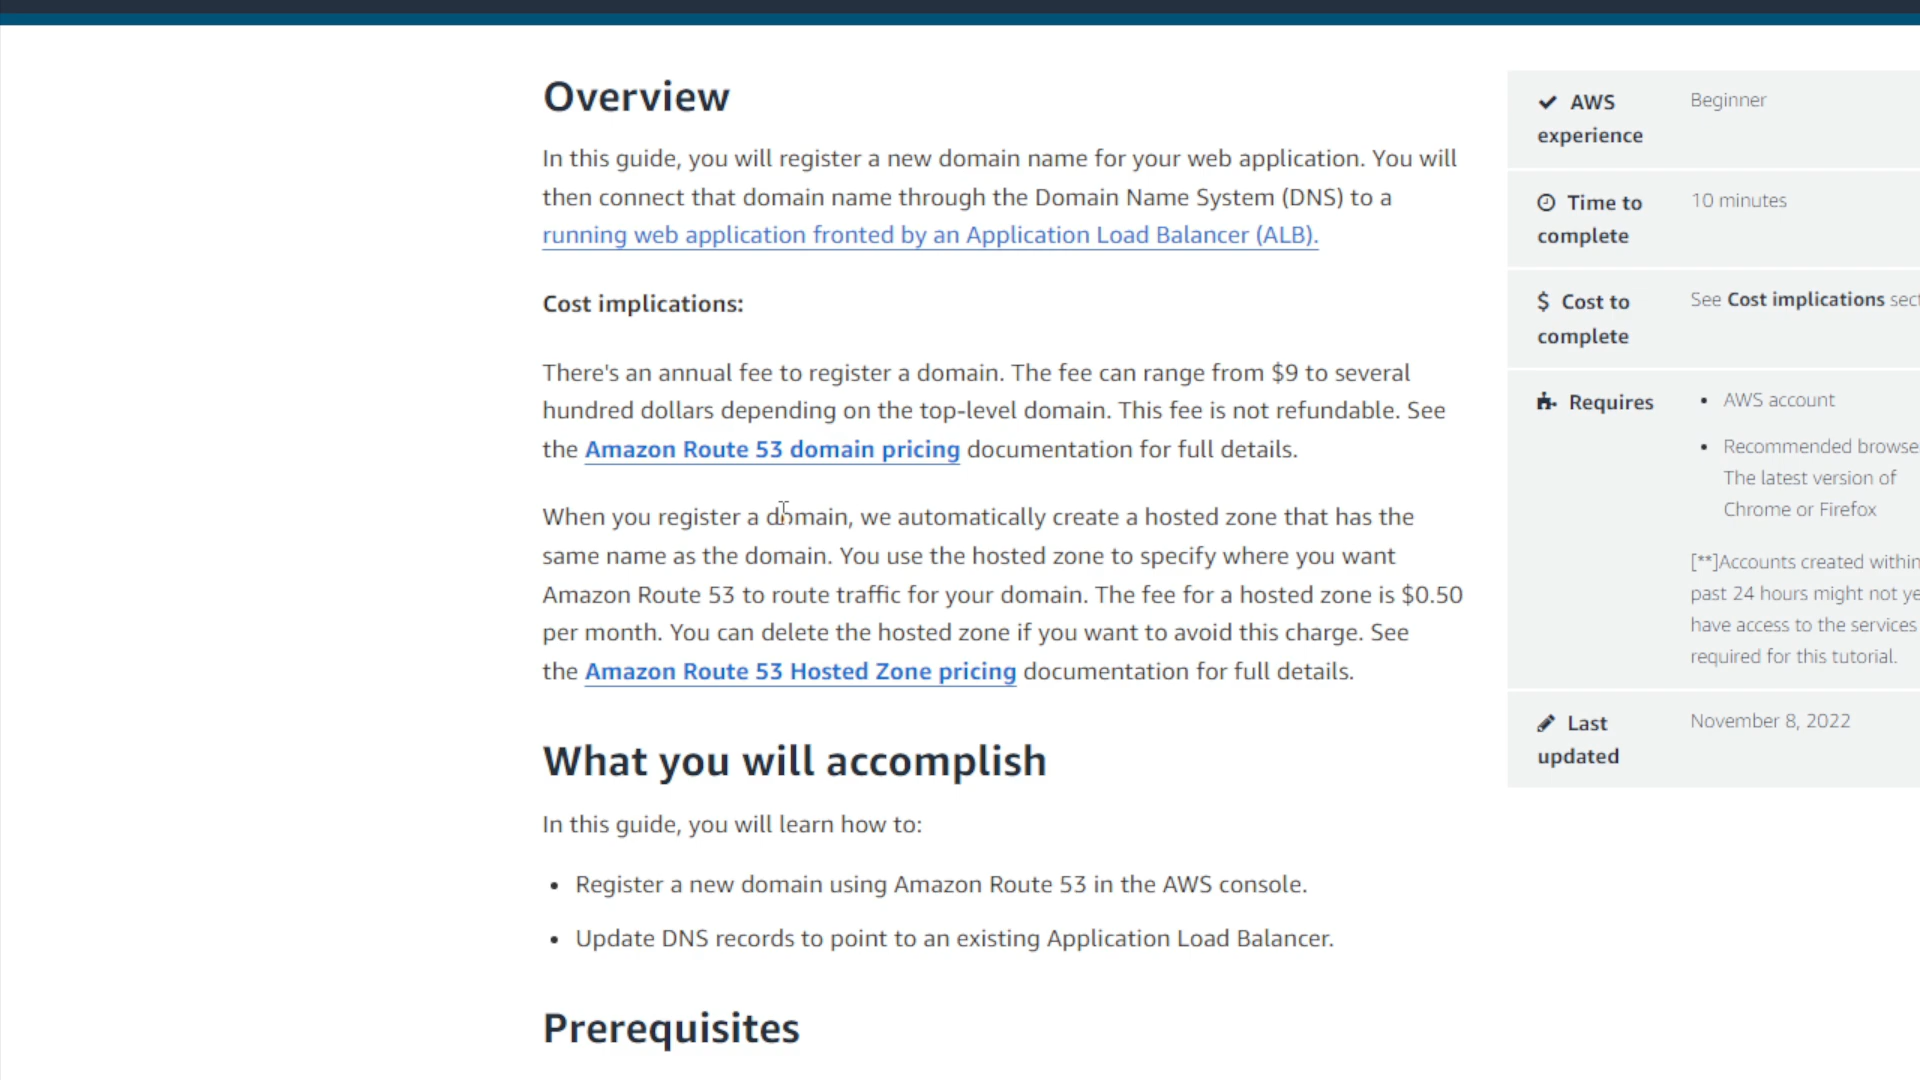 Overview
In this guide, you will register a new domain name for your web application. You will
then connect that domain name through the Domain Name System (DNS) to a
running web application fronted by an Application Load Balancer (ALB).
Cost implications:
There's an annual fee to register a domain. The fee can range from $9 to several
hundred dollars depending on the top-level domain. This fee is not refundable. See
the Amazon Route 53 domain pricing documentation for full details.
When you register a domain, we automatically create a hosted zone that has the
same name as the domain. You use the hosted zone to specify where you want
Amazon Route 53 to route traffic for your domain. The fee for a hosted zone is $0.50
per month. You can delete the hosted zone if you want to avoid this charge. See
the Amazon Route 53 Hosted Zone pricing documentation for full details.
What you will accomplish
In this guide, you will learn how to:
• Register a new domain using Amazon Route 53 in the AWS console.
• Update DNS records to point to an existing Application Load Balancer.
Prerequisites
AWS
experience
Beginner
Time to
complete
10 minutes
$ Cost to
complete
See Cost implications sect
Requires
• AWS account
• Recommended browse
The latest version of
Chrome or Firefox
[**]Accounts created within
past 24 hours might not ye
have access to the services
required for this tutorial.
Last
updated
November 8, 2022